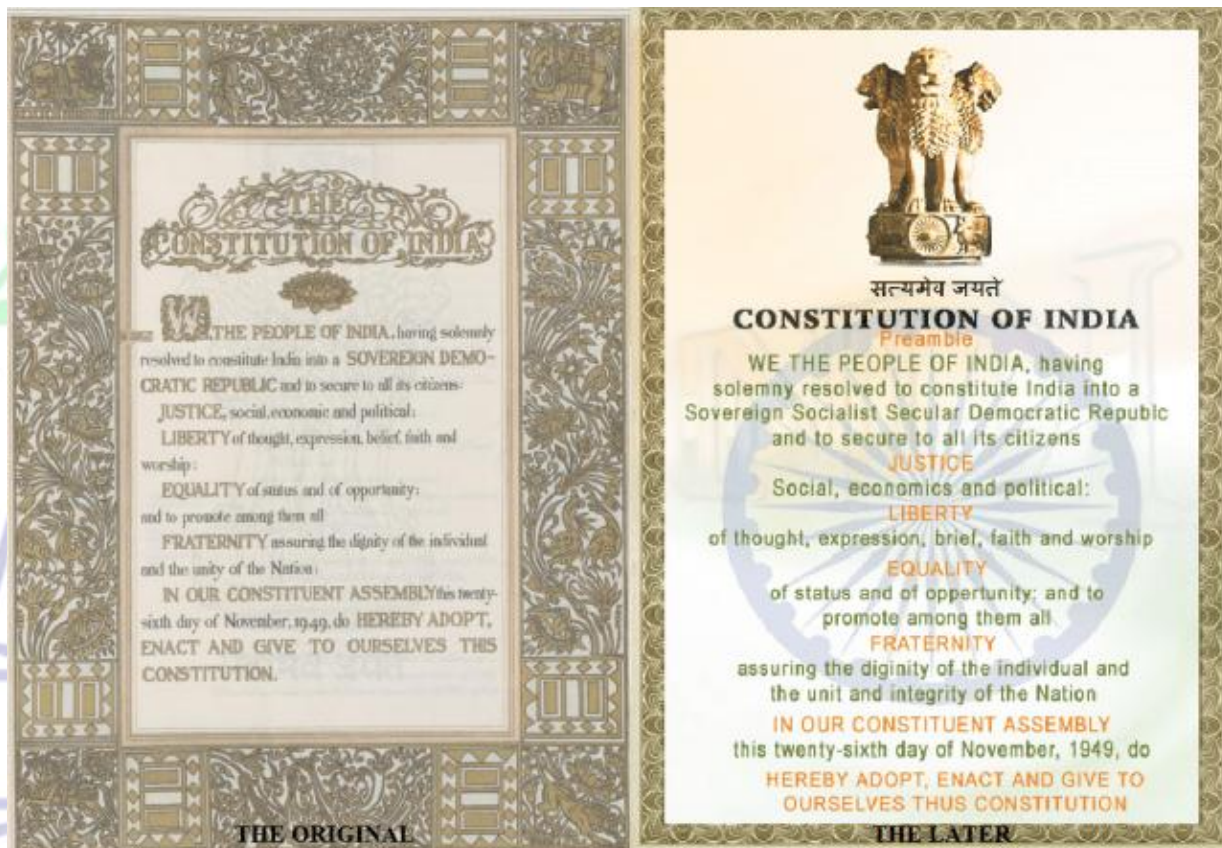 THE
CONSTITUTION OF INDIA
WE, THE PEOPLE OF INDIA, having solemnly
resolved to constitute India into a SOVEREIGN DEMO-
CRATIC REPUBLIC and to secure to all its citizens:
JUSTICE, social, economic and political;
LIBERTY of thought, expression, belief, faith and
worship;
EQUALITY of status and of opportunity;
and to promote among them all
FRATERNITY assuring the dignity of the individual
and the unity of the Nation;
IN OUR CONSTITUENT ASSEMBLY this twenty-
sixth day of November, 1949, do HEREBY ADOPT,
ENACT AND GIVE TO OURSELVES THIS
CONSTITUTION.
THE ORIGINAL
सत्यमेव जयते
CONSTITUTION OF INDIA
Preamble
WE THE PEOPLE OF INDIA, having
solemny resolved to constitute India into a
Sovereign Socialist Secular Democratic Repubic
and to secure to all its citizens
JUSTICE
Social, economics and political:
LIBERTY
of thought, expression, brief, faith and worship
EQUALITY
of status and of opportunity; and to
promote among them all
FRATERNITY
assuring the diginity of the individual and
the unit and integrity of the Nation
IN OUR CONSTITUENT ASSEMBLY
this twenty-sixth day of November, 1949, do
HEREBY ADOPT, ENACT AND GIVE TO
OURSELVES THUS CONSTITUTION
THE LATER